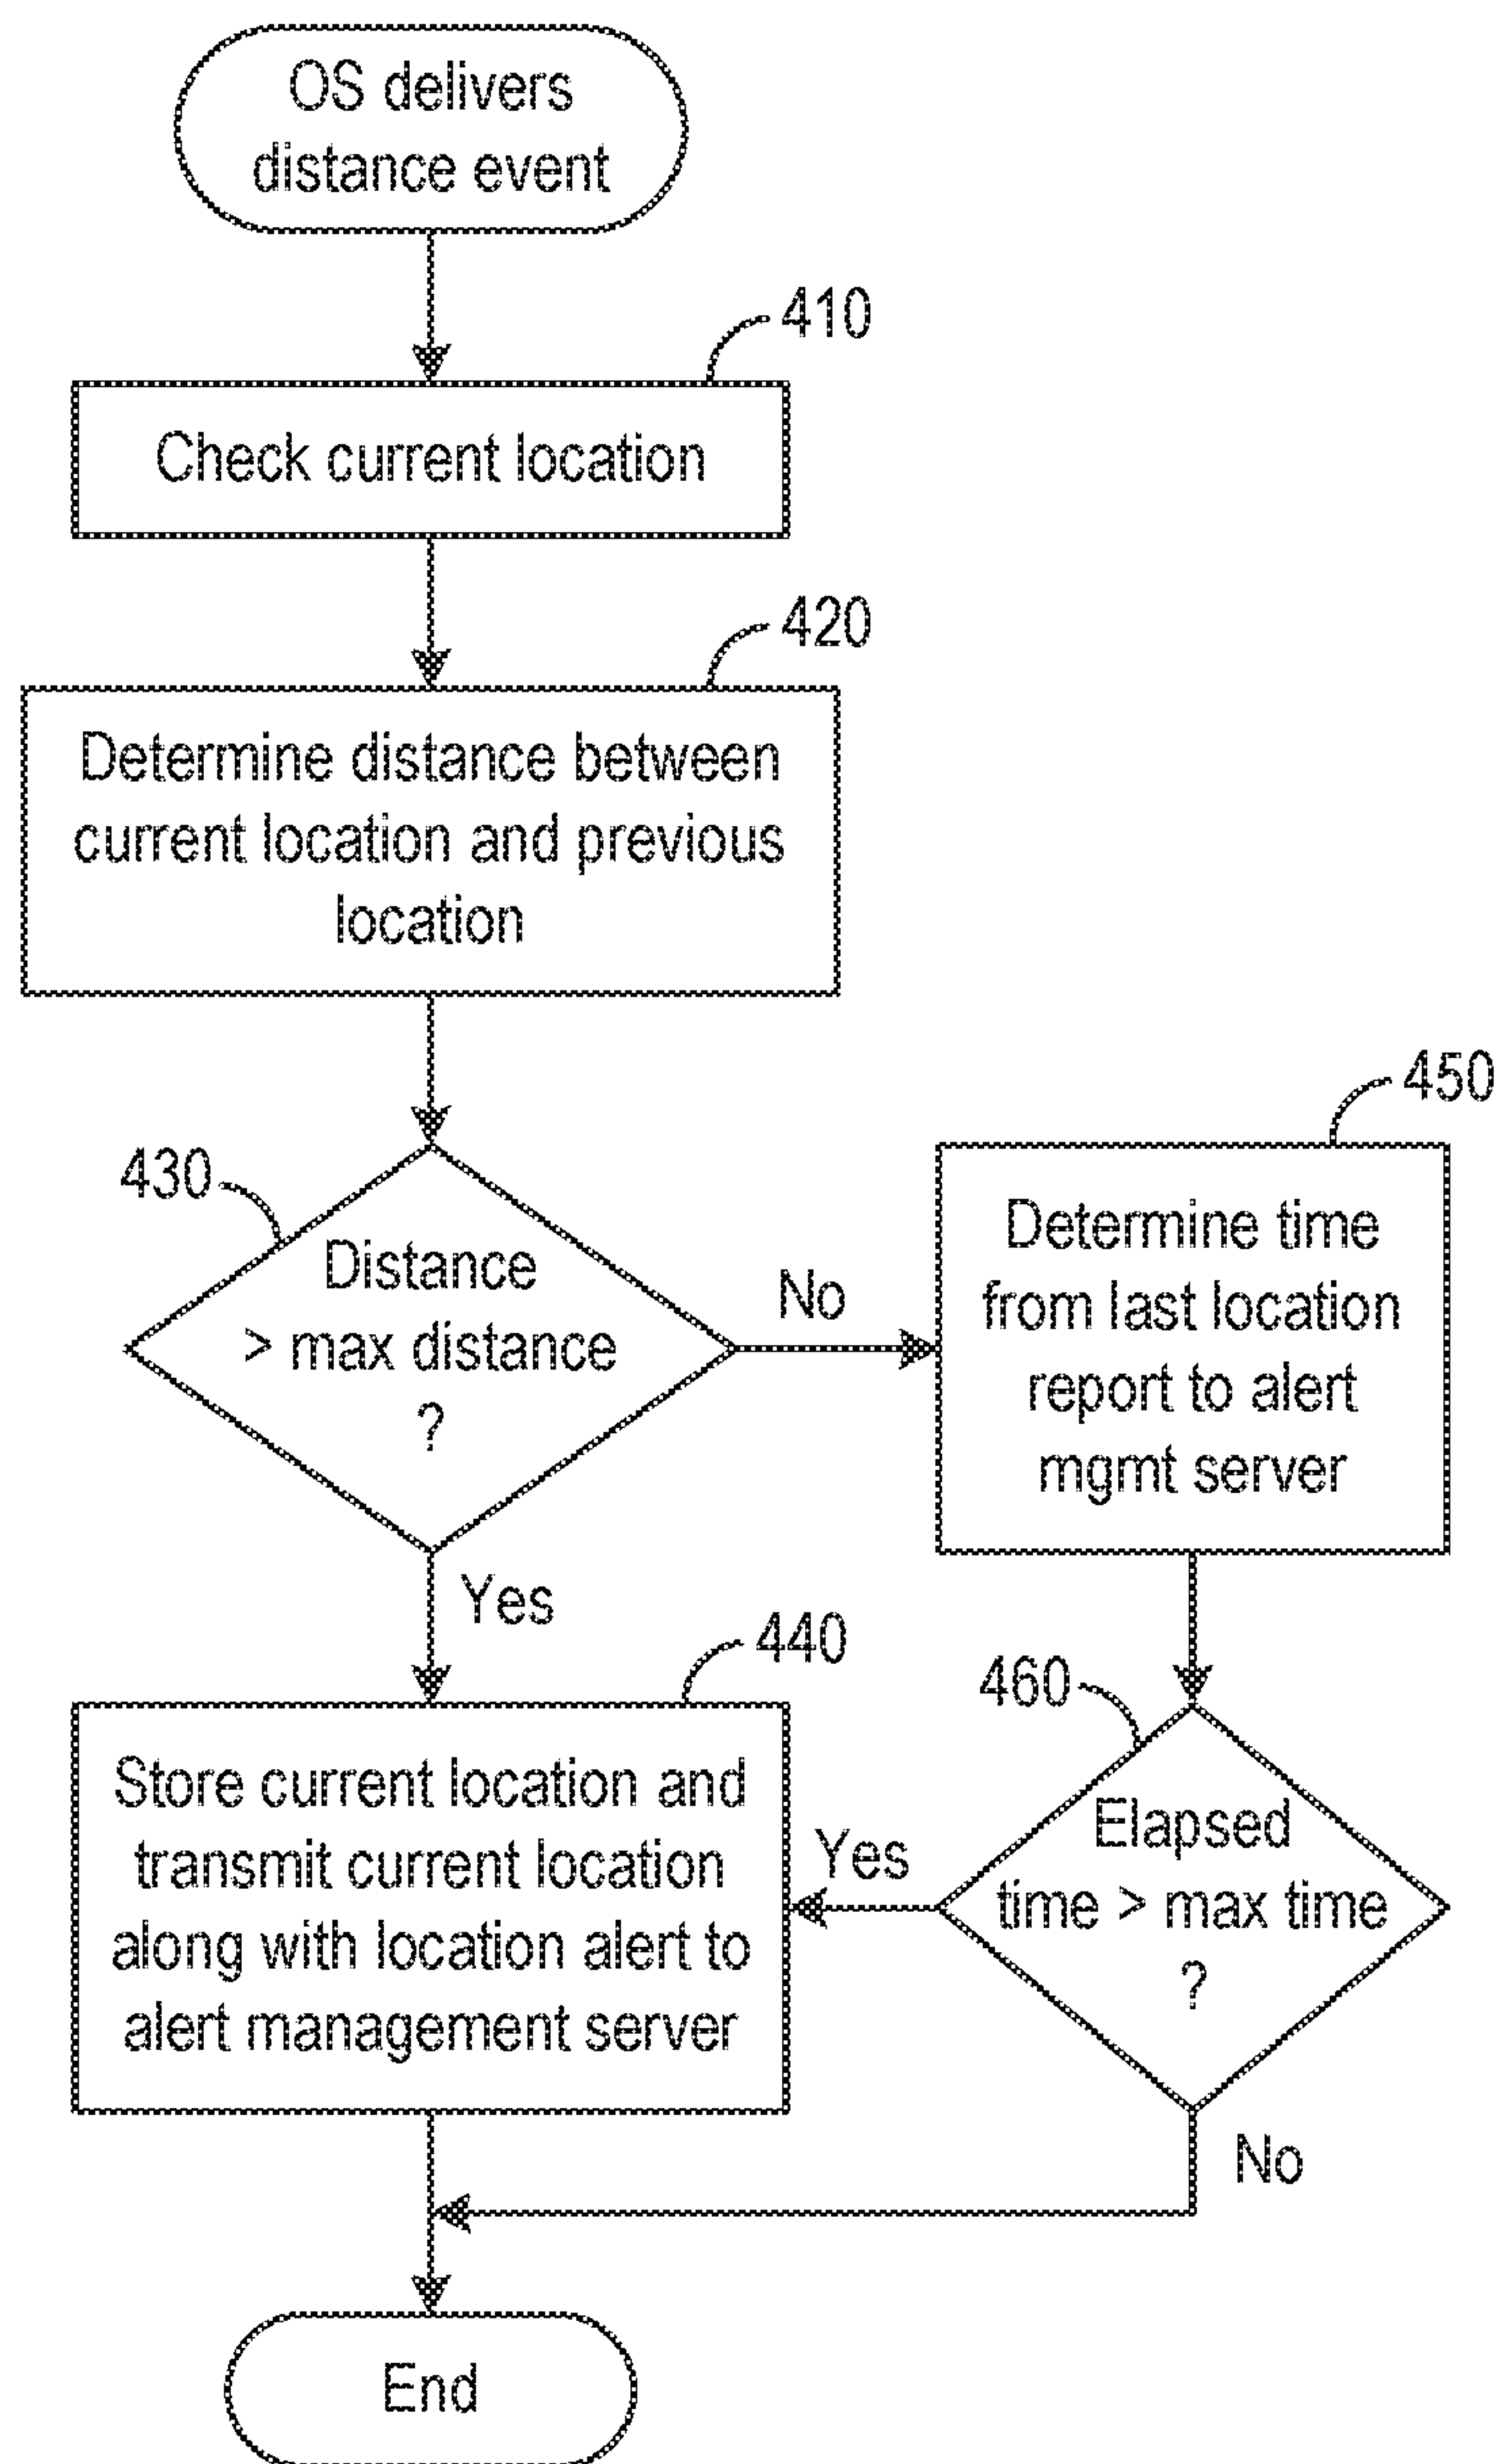 OS delivers
distance event
410
Check current location
420
Determine distance between
current location and previous
location
430
Distance
> max distance
?
No
450
Determine time
from last location
report to alert
mgmt server
Yes
440
Store current location and
transmit current location
along with location alert to
alert management server
460
Elapsed
time > max time
?
Yes
No
End